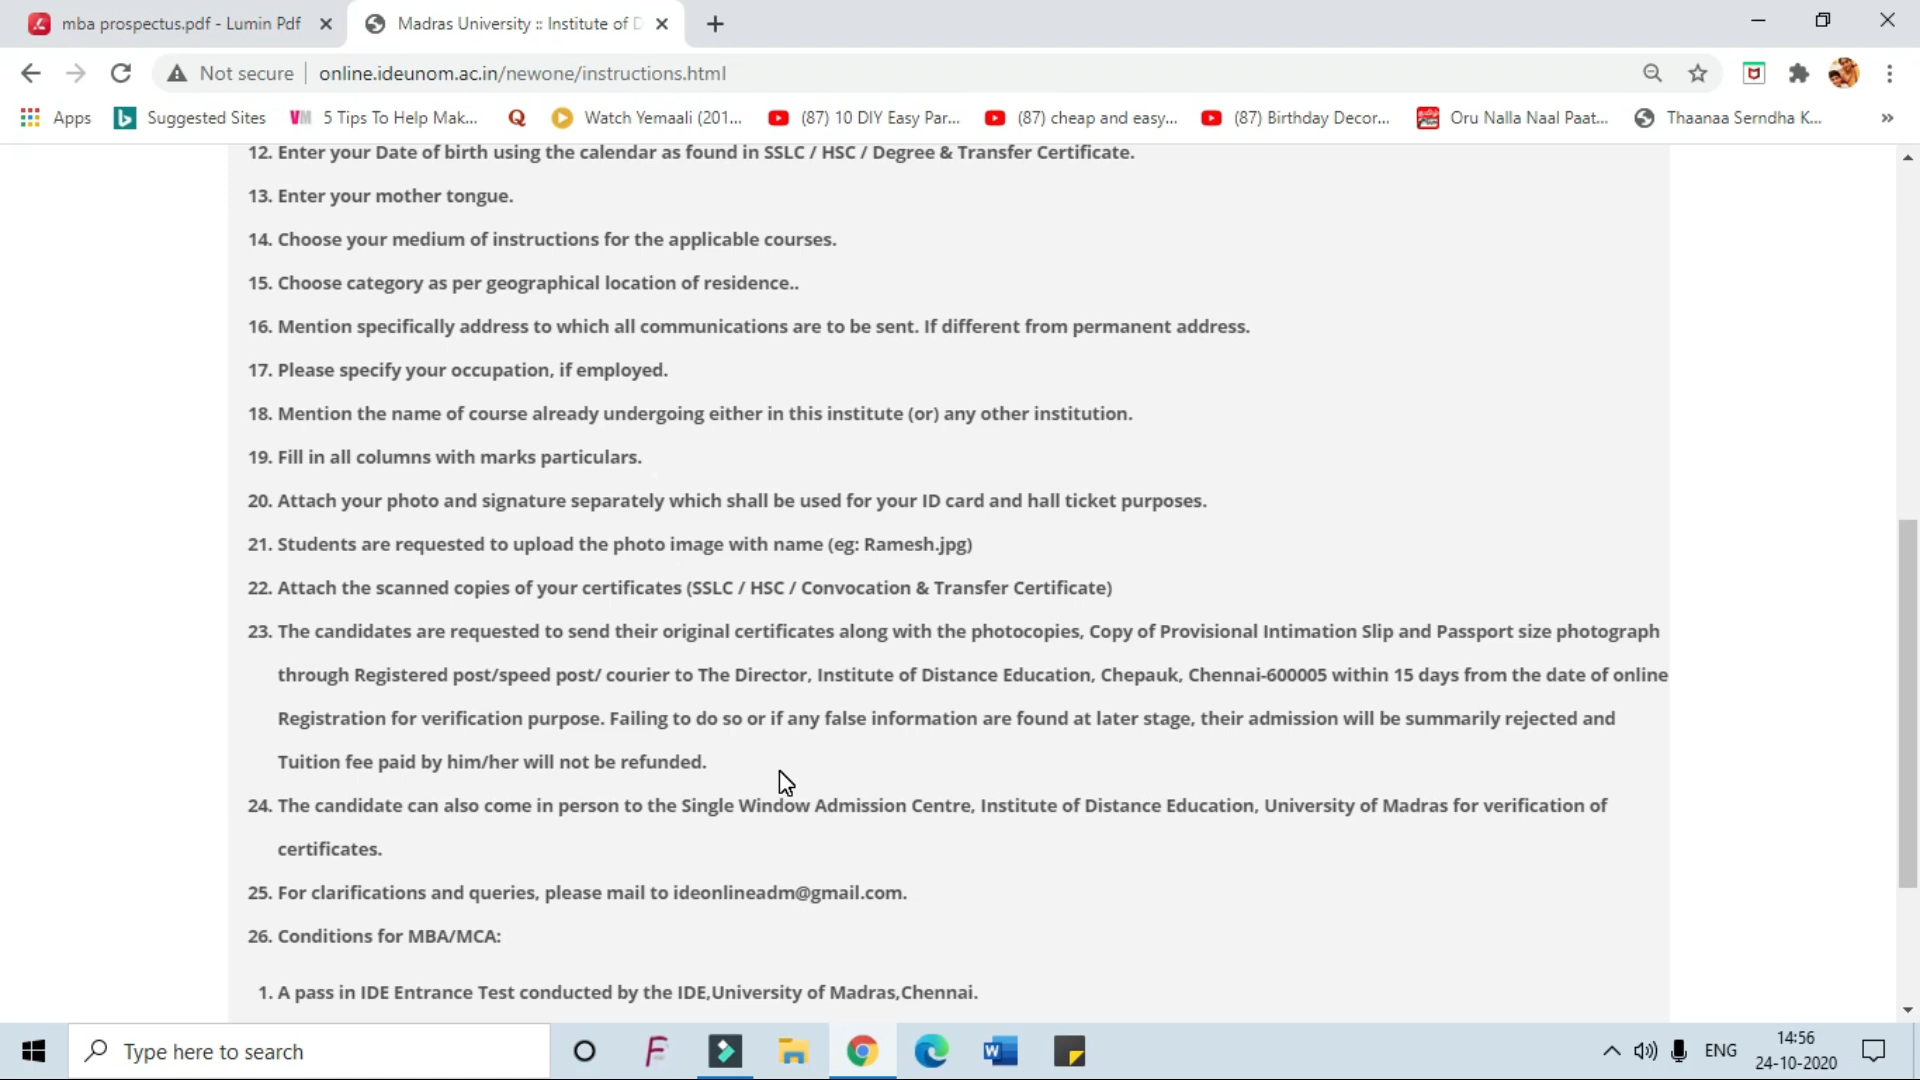 mba prospectus.pdf - Lumin Pdf
Madras University :: Institute of D
Not secure
online.ideunom.ac.in/newone/instructions.html
Apps
Suggested Sites
5 Tips To Help Mak...
Watch Yemaali (201...
(87) 10 DIY Easy Par...
(87) cheap and easy...
(87) Birthday Decor...
Oru Nalla Naal Paat...
Thaanaa Serndha K...
»
12. Enter your Date of birth using the calendar as found in SSLC / HSC / Degree & Transfer Certificate.
13. Enter your mother tongue.
14. Choose your medium of instructions for the applicable courses.
15. Choose category as per geographical location of residence..
16. Mention specifically address to which all communications are to be sent. If different from permanent address.
17. Please specify your occupation, if employed.
18. Mention the name of course already undergoing either in this institute (or) any other institution.
19. Fill in all columns with marks particulars.
20. Attach your photo and signature separately which shall be used for your ID card and hall ticket purposes.
21. Students are requested to upload the photo image with name (eg: Ramesh.jpg)
22. Attach the scanned copies of your certificates (SSLC / HSC / Convocation & Transfer Certificate)
23. The candidates are requested to send their original certificates along with the photocopies, Copy of Provisional Intimation Slip and Passport size photograph
through Registered post/speed post/ courier to The Director, Institute of Distance Education, Chepauk, Chennai-600005 within 15 days from the date of online
Registration for verification purpose. Failing to do so or if any false information are found at later stage, their admission will be summarily rejected and
Tuition fee paid by him/her will not be refunded.
24. The candidate can also come in person to the Single Window Admission Centre, Institute of Distance Education, University of Madras for verification of
certificates.
25. For clarifications and queries, please mail to ideonlineadm@gmail.com.
26. Conditions for MBA/MCA:
1. A pass in IDE Entrance Test conducted by the IDE,University of Madras,Chennai.
Type here to search
ENG
14:56
24-10-2020